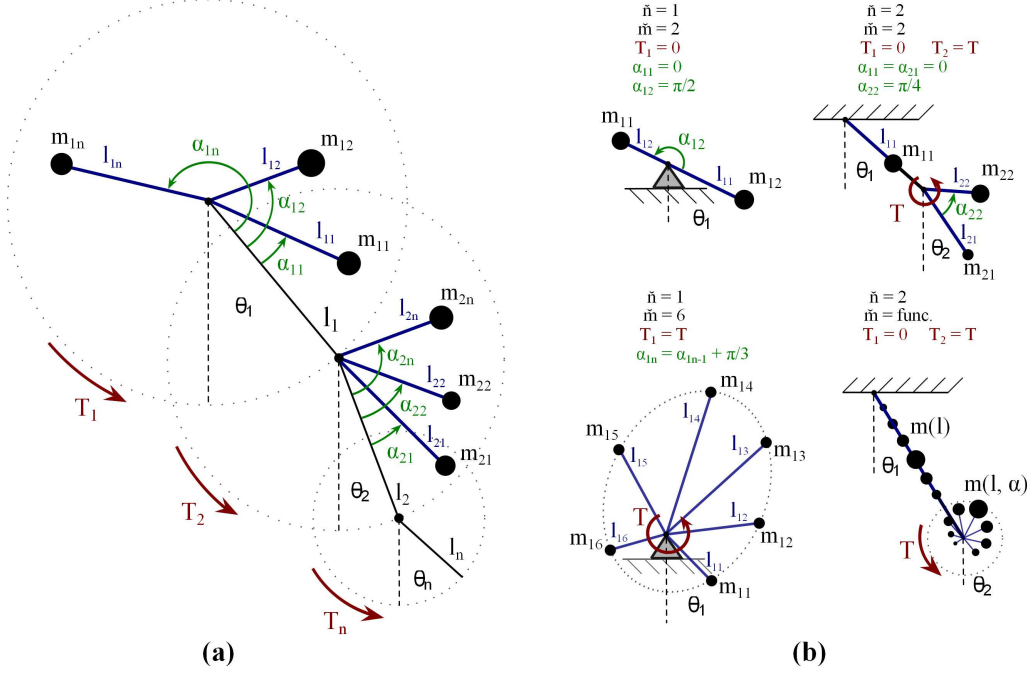 m₁ₙ
l₁ₙ
α₁ₙ
l₁₂
m₁₂
α₁₂
l₁₁
m₁₁
α₁₁
θ₁
l₁
T₁
m₂ₙ
l₂ₙ
α₂ₙ
l₂₂
m₂₂
α₂₂
l₂₁
m₂₁
α₂₁
θ₂
l₂
T₂
lₙ
θₙ
Tₙ
(a)
ň = 1
m̌ = 2
T₁ = 0
α₁₁ = 0
α₁₂ = π/2
m₁₁
l₁₂
α₁₂
l₁₁
m₁₂
θ₁
ň = 2
m̌ = 2
T₁ = 0 T₂ = T
α₁₁ = α₂₁ = 0
α₂₂ = π/4
l₁₁
θ₁
m₁₁
l₂₂
m₂₂
T
α₂₂
l₂₁
θ₂
m₂₁
ň = 1
m̌ = 6
T₁ = T
α₁ₙ = α₁ₙ₋₁ + π/3
m₁₄
l₁₄
m₁₅
l₁₅
l₁₃
m₁₃
T
l₁₂
m₁₂
l₁₆
m₁₆
l₁₁
m₁₁
θ₁
ň = 2
m̌ = func.
T₁ = 0 T₂ = T
m(l)
θ₁
m(l, α)
T
θ₂
(b)